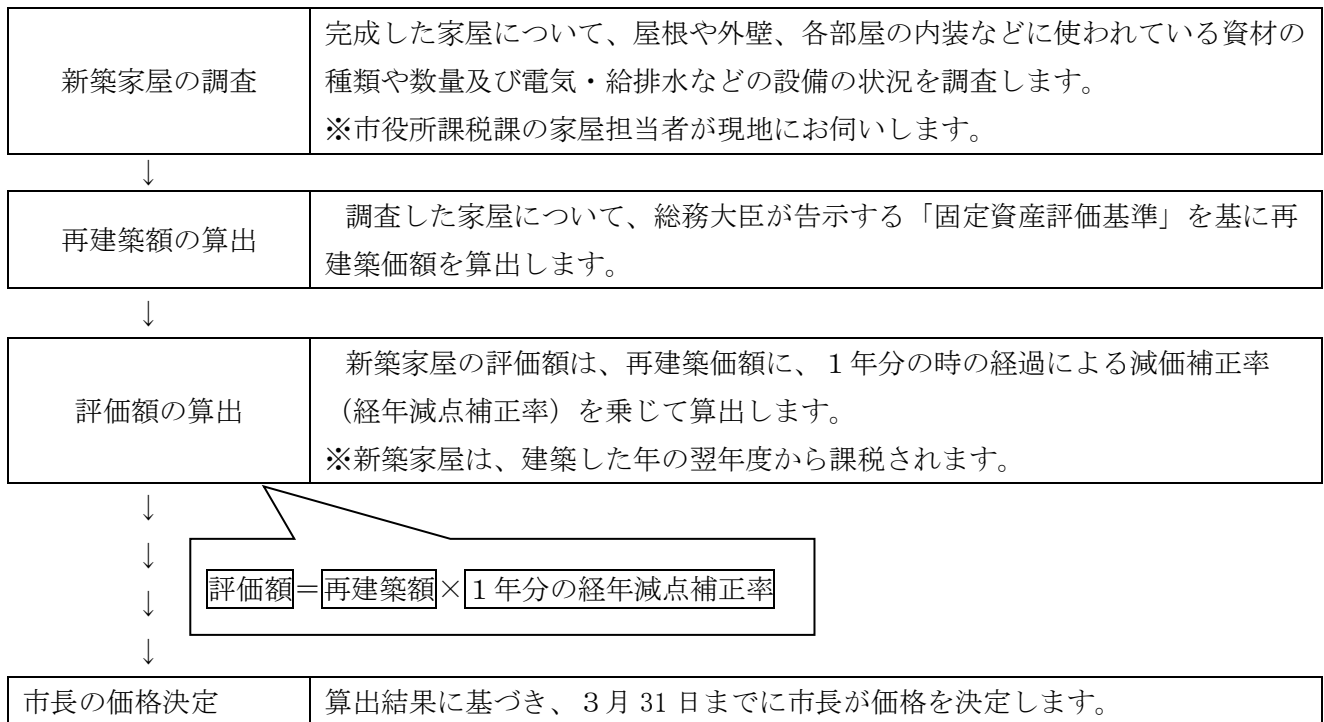 新築家屋の調査
完成した家屋について、屋根や外壁、各部屋の内装などに使われている資材の
種類や数量及び電気・給排水などの設備の状況を調査します。
※市役所課税課の家屋担当者が現地にお伺いします。
↓
再建築額の算出
調査した家屋について、総務大臣が告示する「固定資産評価基準」を基に再
建築価額を算出します。
↓
評価額の算出
新築家屋の評価額は、再建築価額に、１年分の時の経過による減価補正率
（経年減点補正率）を乗じて算出します。
※新築家屋は、建築した年の翌年度から課税されます。
↓
↓
↓
↓
評価額＝再建築額×１年分の経年減点補正率
市長の価格決定
算出結果に基づき、３月 31 日までに市長が価格を決定します。